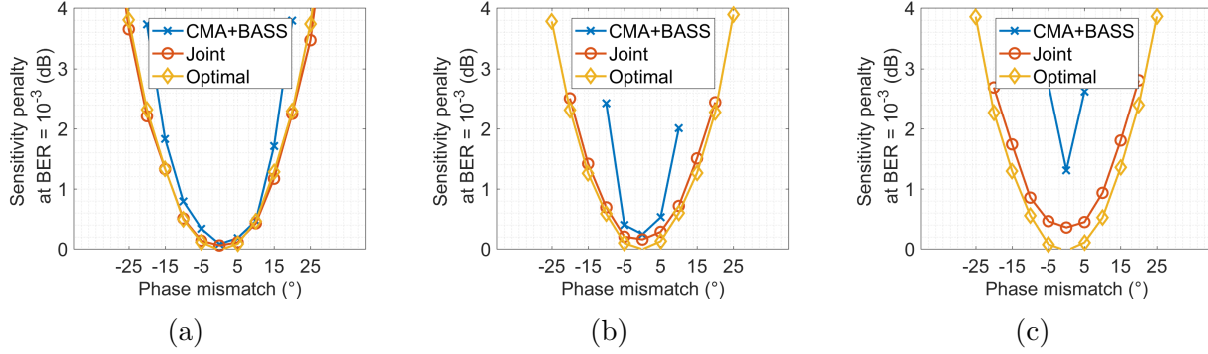 4
3
2
1
0
Sensitivity penalty
at BER = 10⁻³ (dB)
CMA+BASS
Joint
Optimal
-25 -15 -5 5 15 25
Phase mismatch (°)
(a)
4
3
2
1
0
Sensitivity penalty
at BER = 10⁻³ (dB)
CMA+BASS
Joint
Optimal
-25 -15 -5 5 15 25
Phase mismatch (°)
(b)
4
3
2
1
0
Sensitivity penalty
at BER = 10⁻³ (dB)
CMA+BASS
Joint
Optimal
-25 -15 -5 5 15 25
Phase mismatch (°)
(c)